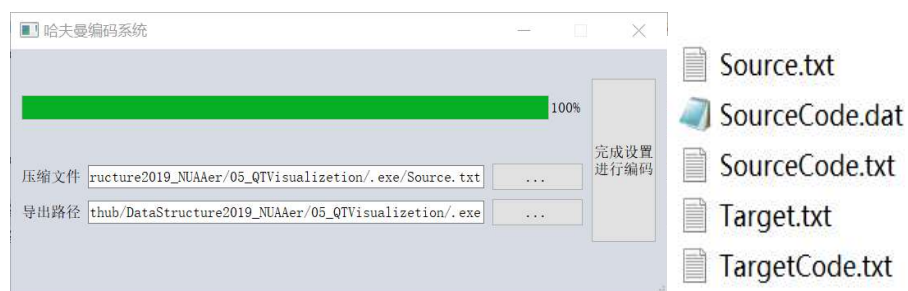 哈夫曼编码系统
100%
压缩文件 ructure2019_NUAAer/05_QTVisualizetion/.exe/Source.txt ...
导出路径 thub/DataStructure2019_NUAAer/05_QTVisualizetion/.exe ...
完成设置
进行编码
Source.txt
SourceCode.dat
SourceCode.txt
Target.txt
TargetCode.txt